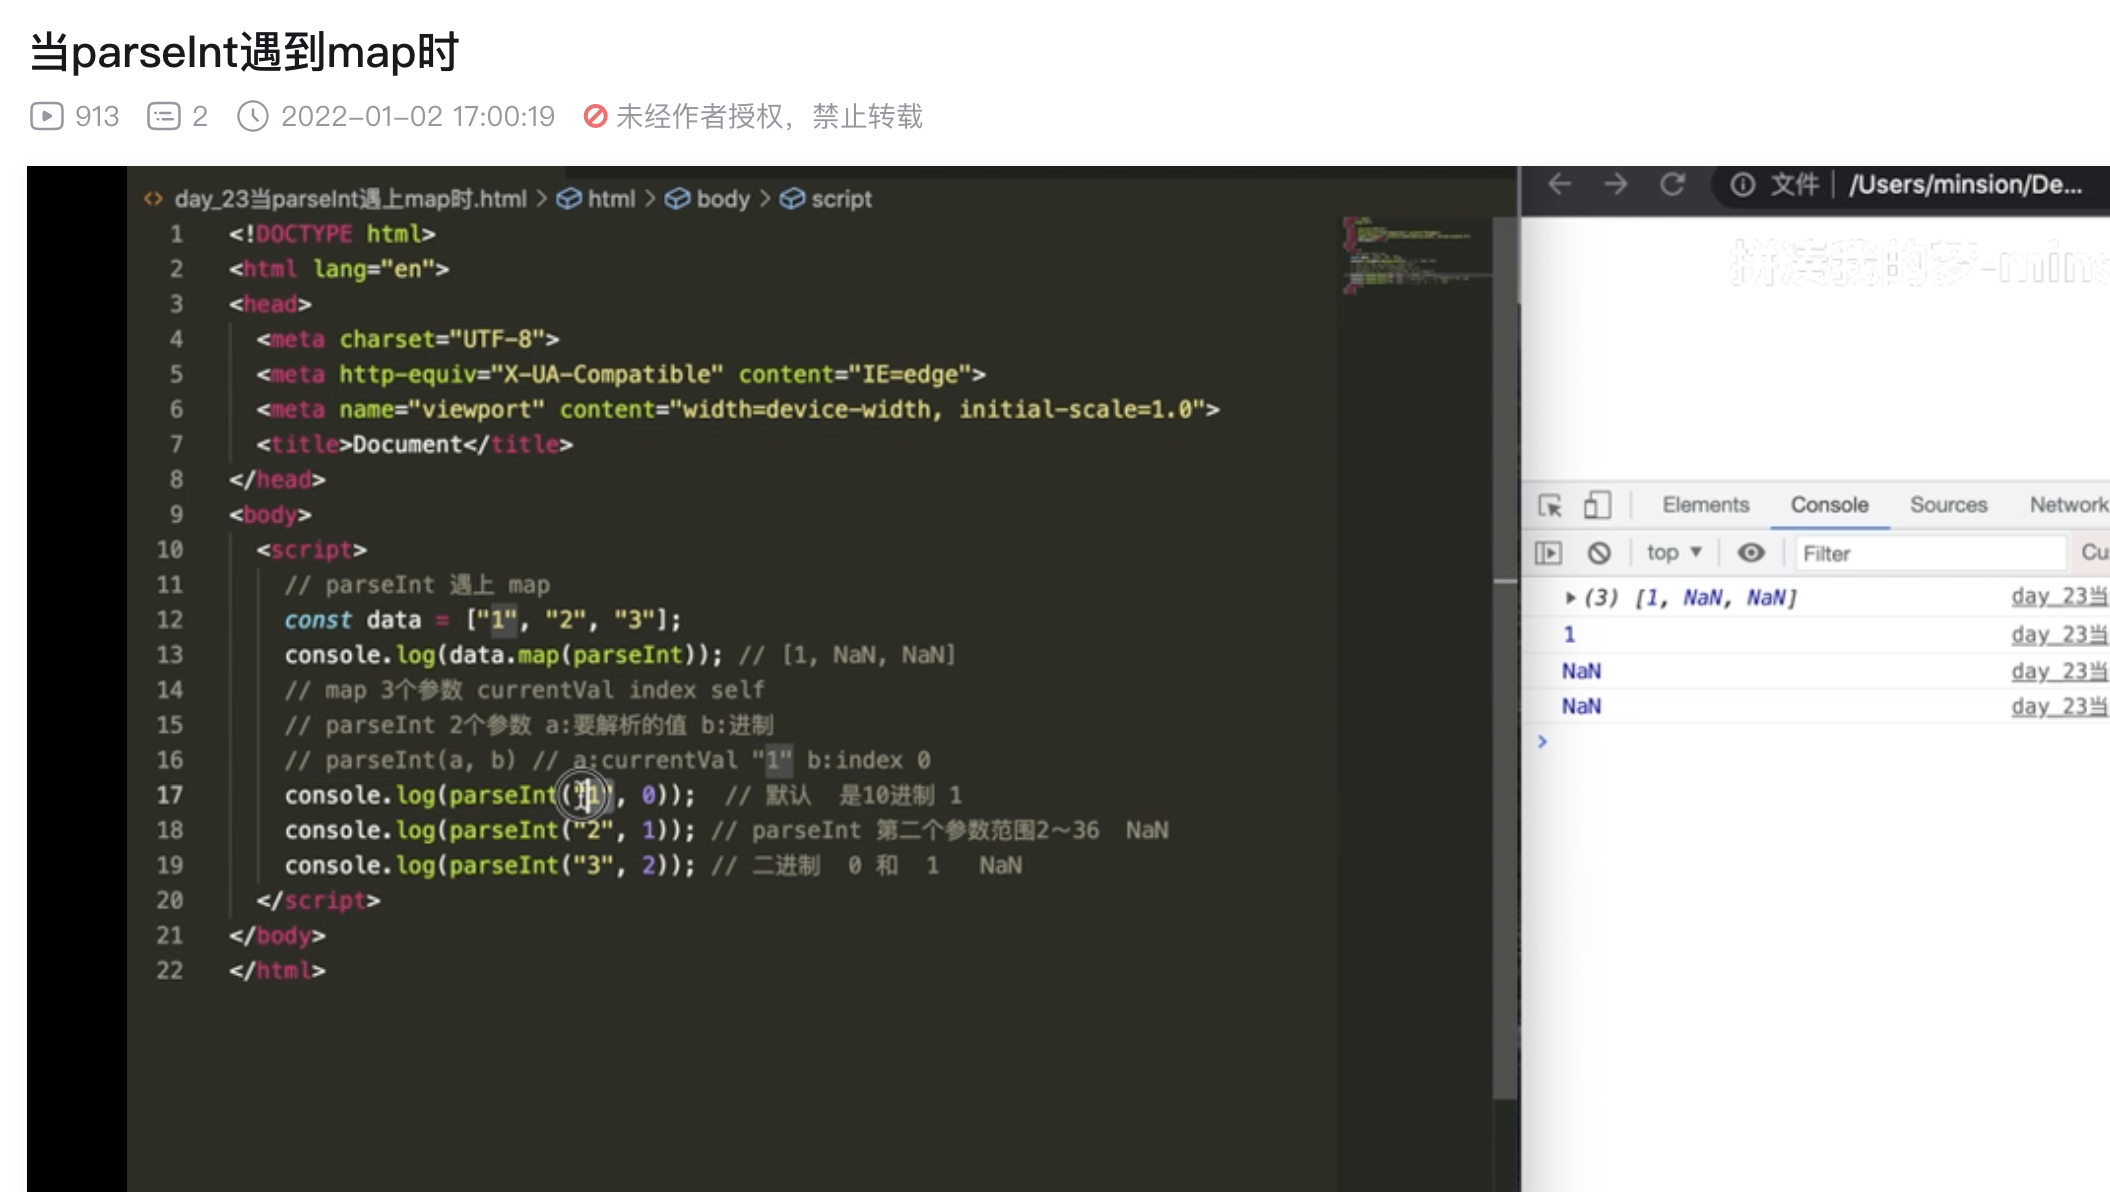 当parseInt遇到map时
913 2 2022-01-02 17:00:19 未经作者授权，禁止转载
day_23当parseInt遇上map时.html > html > body > script
1 <!DOCTYPE html>
2 <html lang="en">
3 <head>
4 <meta charset="UTF-8">
5 <meta http-equiv="X-UA-Compatible" content="IE=edge">
6 <meta name="viewport" content="width=device-width, initial-scale=1.0">
7 <title>Document</title>
8 </head>
9 <body>
10 <script>
11 // parseInt 遇上 map
12 const data = ["1", "2", "3"];
13 console.log(data.map(parseInt)); // [1, NaN, NaN]
14 // map 3个参数 currentVal index self
15 // parseInt 2个参数 a:要解析的值 b:进制
16 // parseInt(a, b) // a:currentVal "1" b:index 0
17 console.log(parseInt("1", 0)); // 默认 是10进制 1
18 console.log(parseInt("2", 1)); // parseInt 第二个参数范围2～36 NaN
19 console.log(parseInt("3", 2)); // 二进制 0 和 1 NaN
20 </script>
21 </body>
22 </html>
文件 | /Users/minsion/De...
拼凑我的梦-mins
Elements Console Sources Network
top ▼ Filter Cu
▶ (3) [1, NaN, NaN] day_23当
1 day_23当
NaN day_23当
NaN day_23当
>